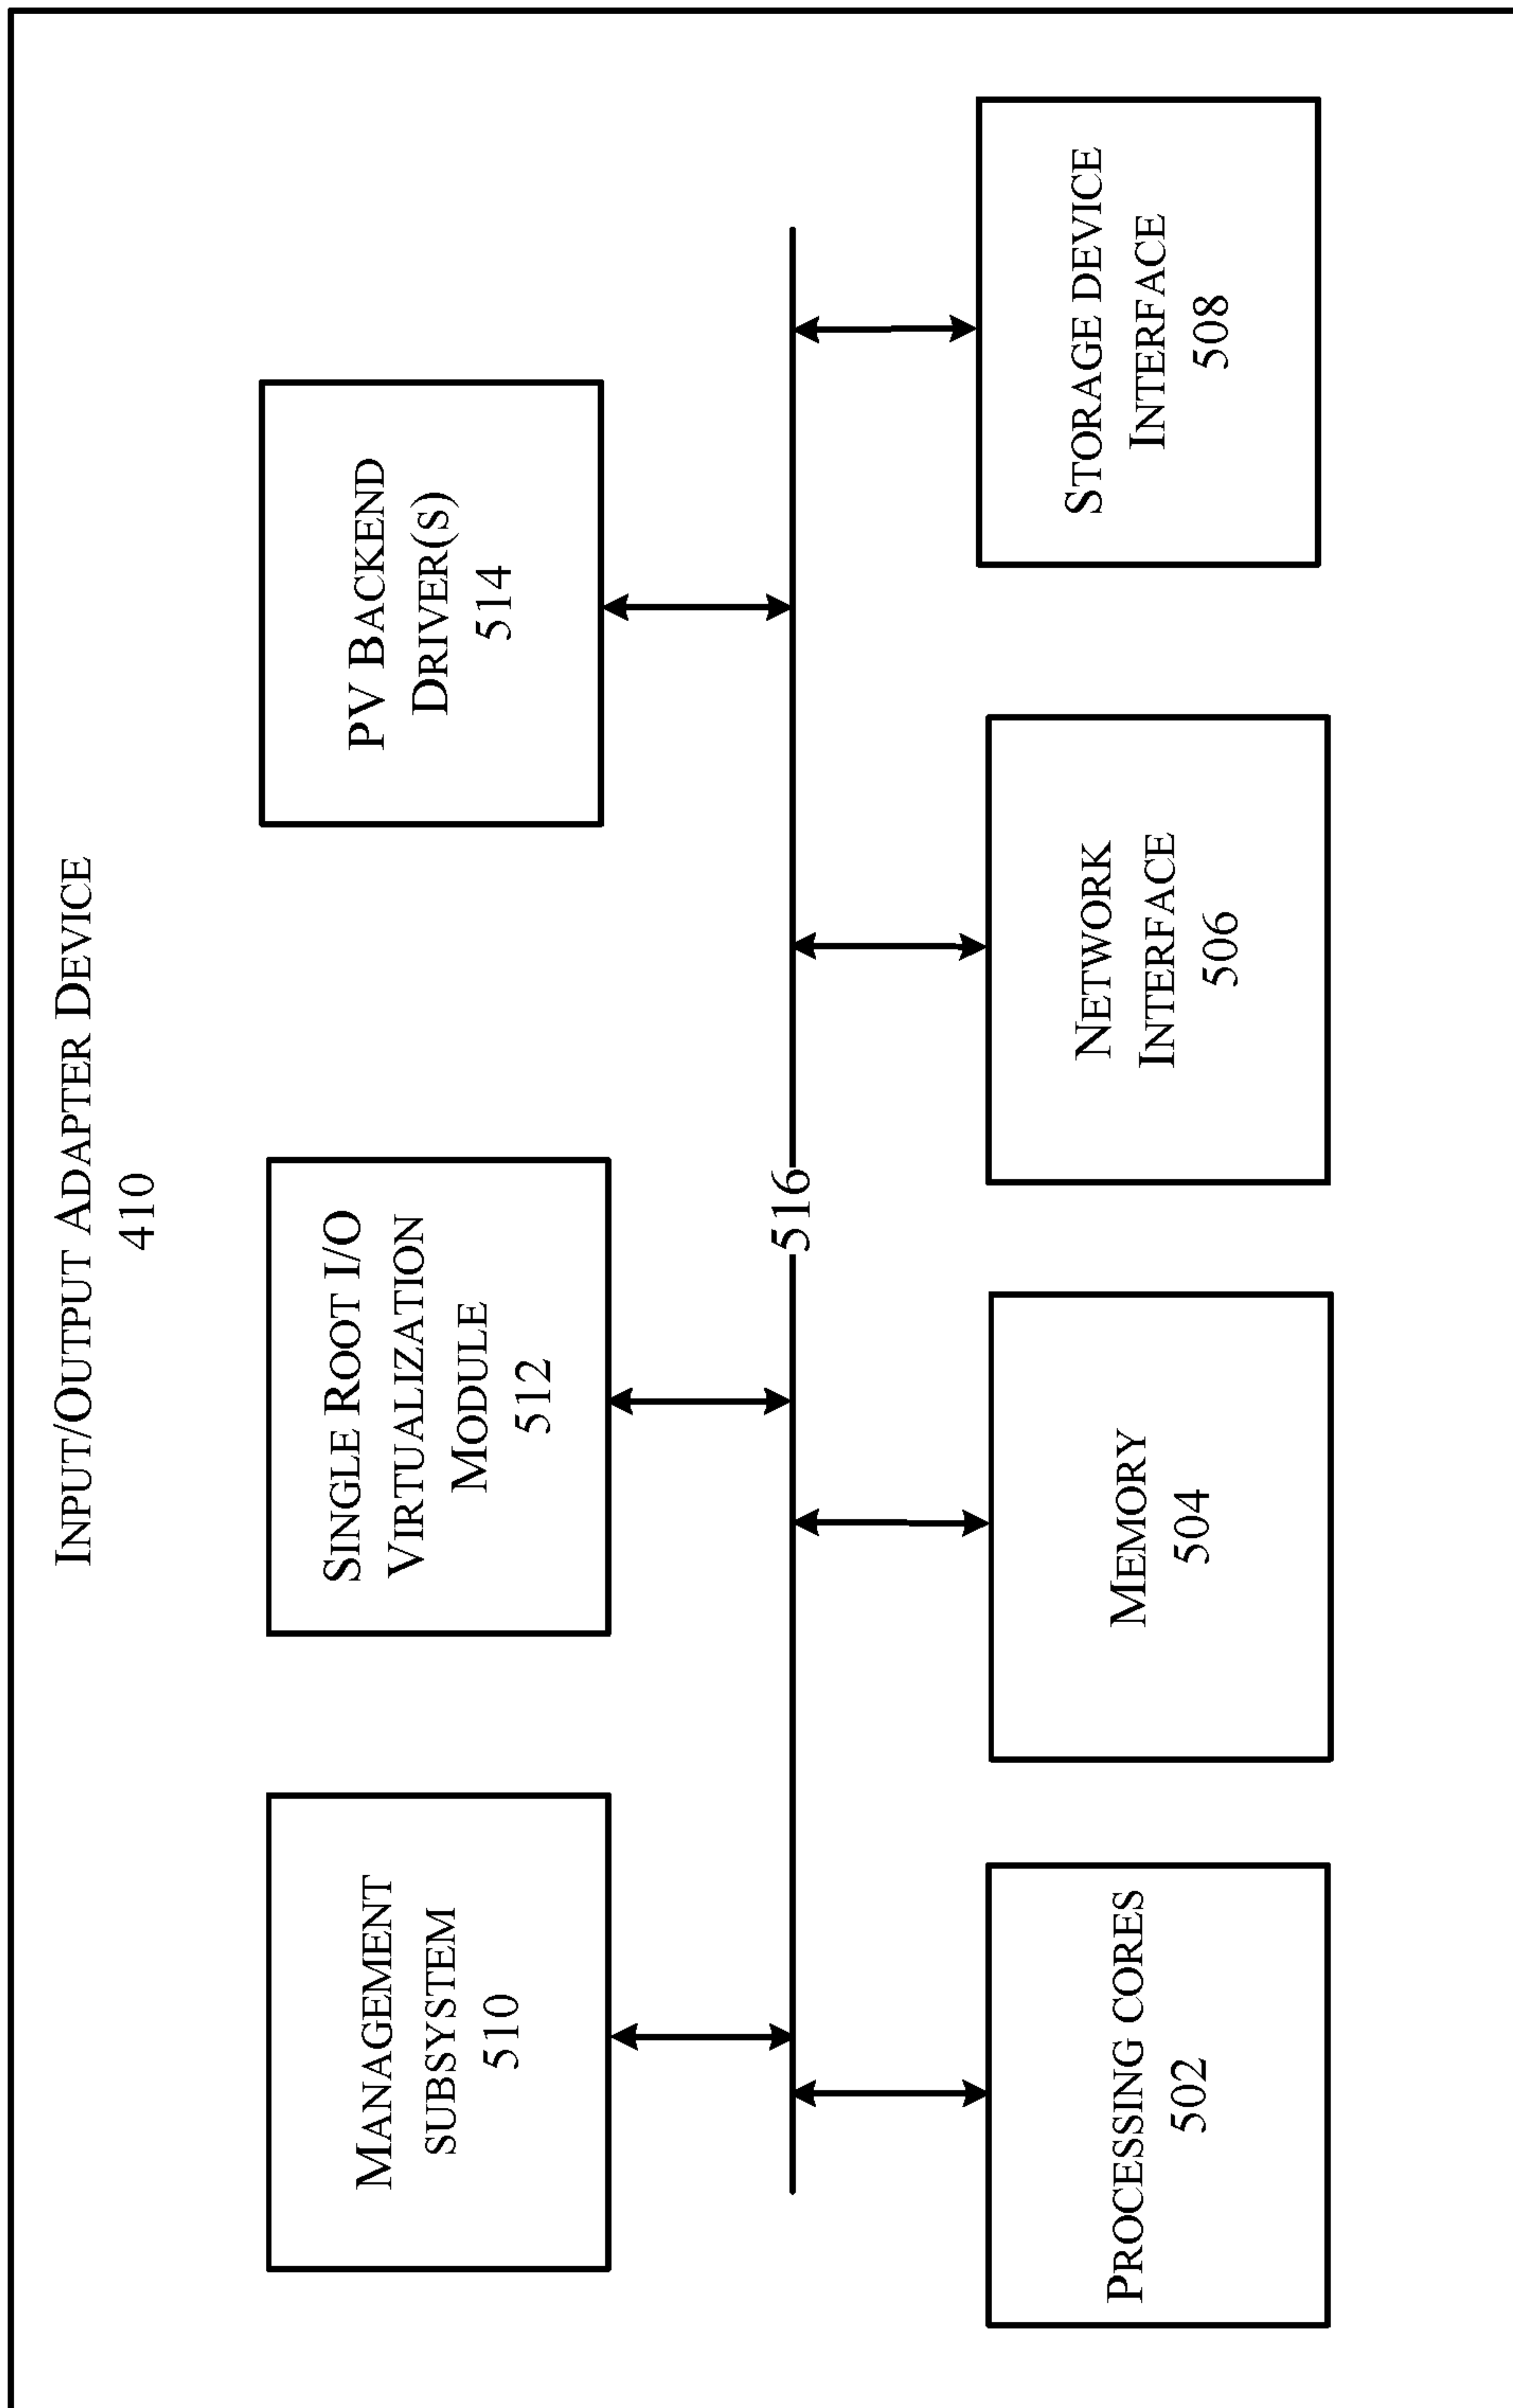 INPUT/OUTPUT ADAPTER DEVICE
410
MANAGEMENT
SUBSYSTEM
510
SINGLE ROOT I/O
VIRTUALIZATION
MODULE
512
PV BACKEND
DRIVER(S)
514
516
PROCESSING CORES
502
MEMORY
504
NETWORK
INTERFACE
506
STORAGE DEVICE
INTERFACE
508